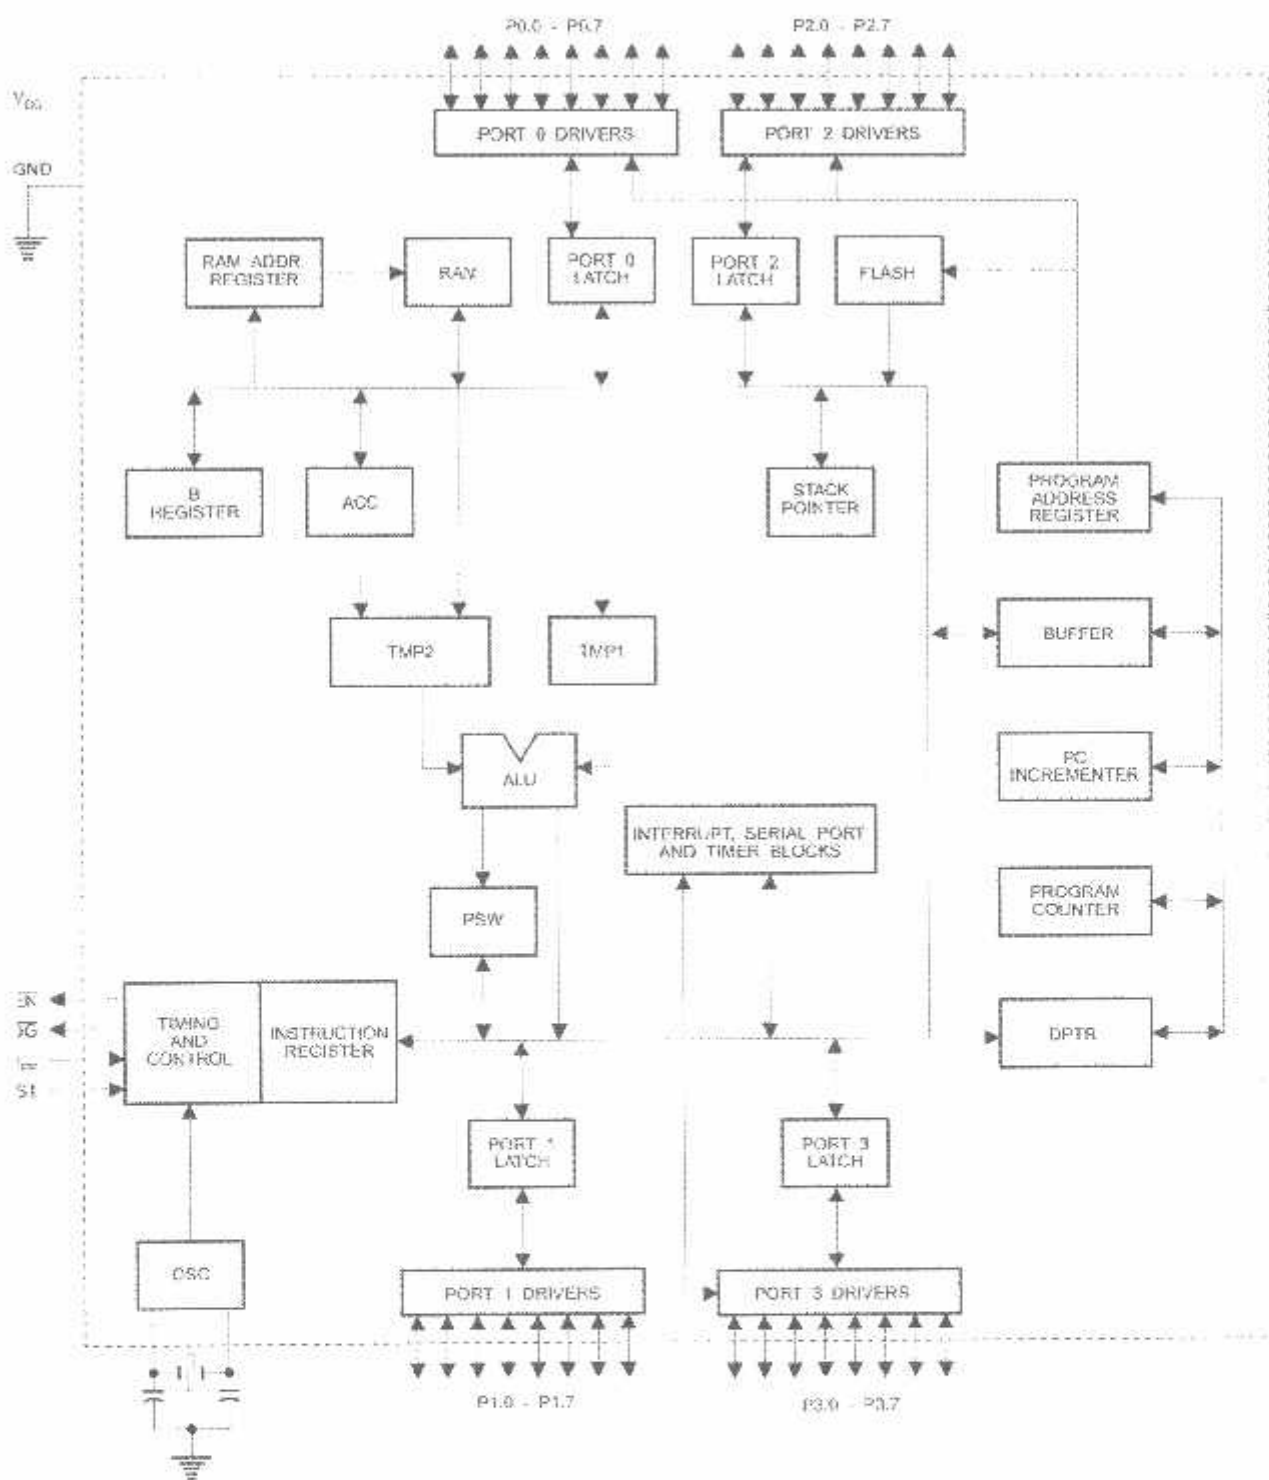 P0.0 - P0.7
P2.0 - P2.7
GND
PORT 0 DRIVERS
PORT 2 DRIVERS
RAM ADDR.
REGISTER
RAM
PORT 0
LATCH
PORT 2
LATCH
FLASH
B
REGISTER
ACC
STACK
POINTER
PROGRAM
ADDRESS
REGISTER
TMP2
TMP1
BUFFER
ALU
PC
INCREMENTER
INTERRUPT, SERIAL PORT
AND TIMER BLOCKS
PSW
PROGRAM
COUNTER
TIMING
AND
CONTROL
INSTRUCTION
REGISTER
DPTR
PORT 1
LATCH
PORT 3
LATCH
OSC
PORT 1 DRIVERS
PORT 3 DRIVERS
P1.0 - P1.7
P3.0 - P3.7